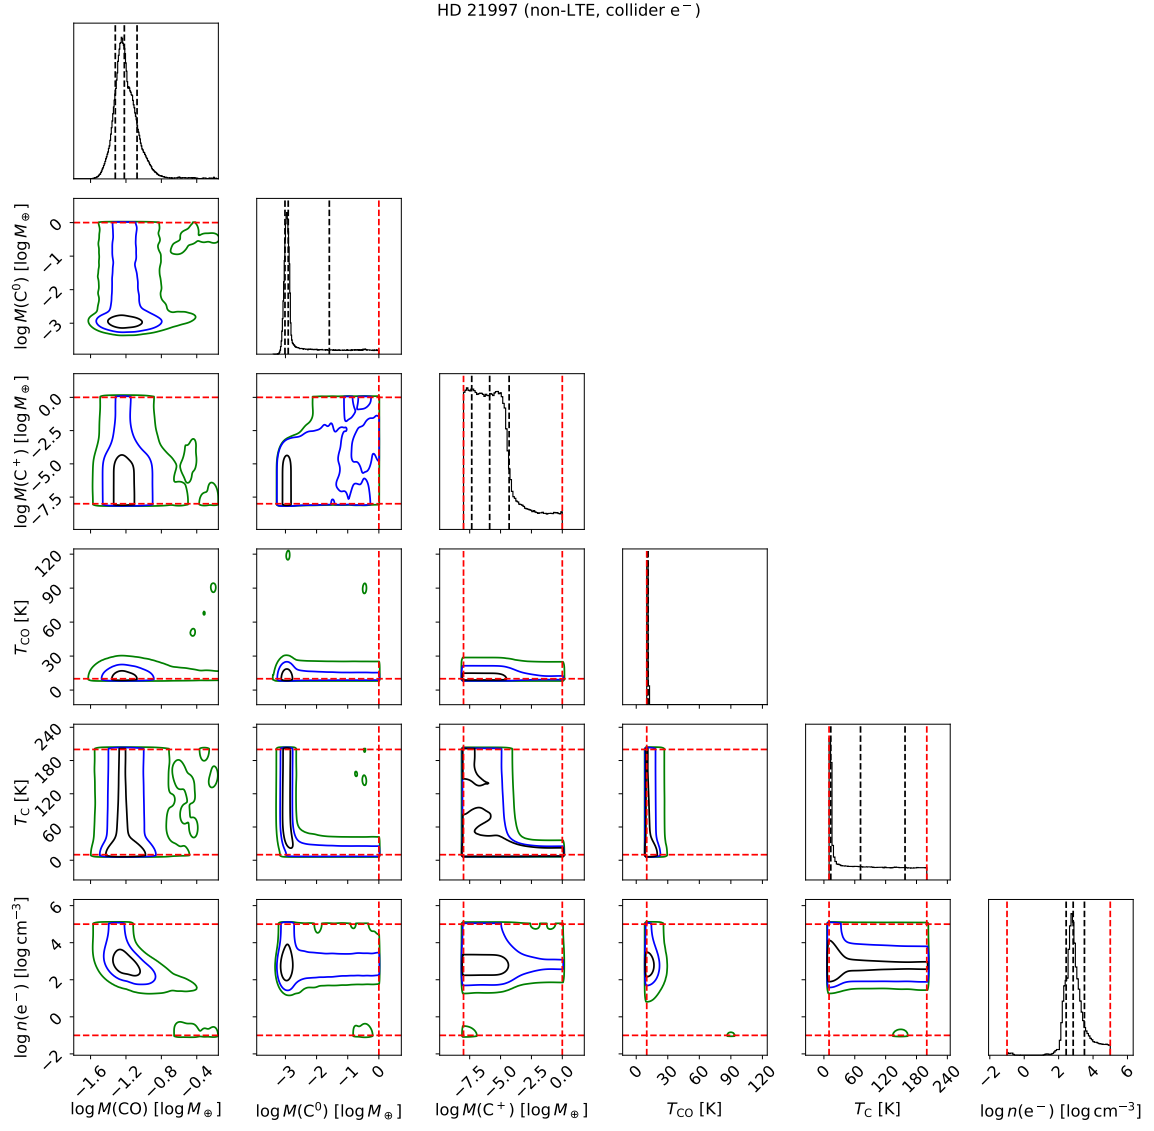 HD 21997 (non-LTE, collider e⁻)
log M(C⁰) [log M⊕]
0
−1
−2
−3
log M(C⁺) [log M⊕]
0.0
−2.5
−5.0
−7.5
T_CO [K]
120
90
60
30
0
T_C [K]
240
180
120
60
0
log n(e⁻) [log cm⁻³]
6
4
2
0
−2
−1.6 −1.2 −0.8 −0.4
−3 −2 −1 0
−7.5 −5.0 −2.5 0.0
0 30 60 90 120
0 60 120 180 240
−2 0 2 4 6
log M(CO) [log M⊕]
log M(C⁰) [log M⊕]
log M(C⁺) [log M⊕]
T_CO [K]
T_C [K]
log n(e⁻) [log cm⁻³]